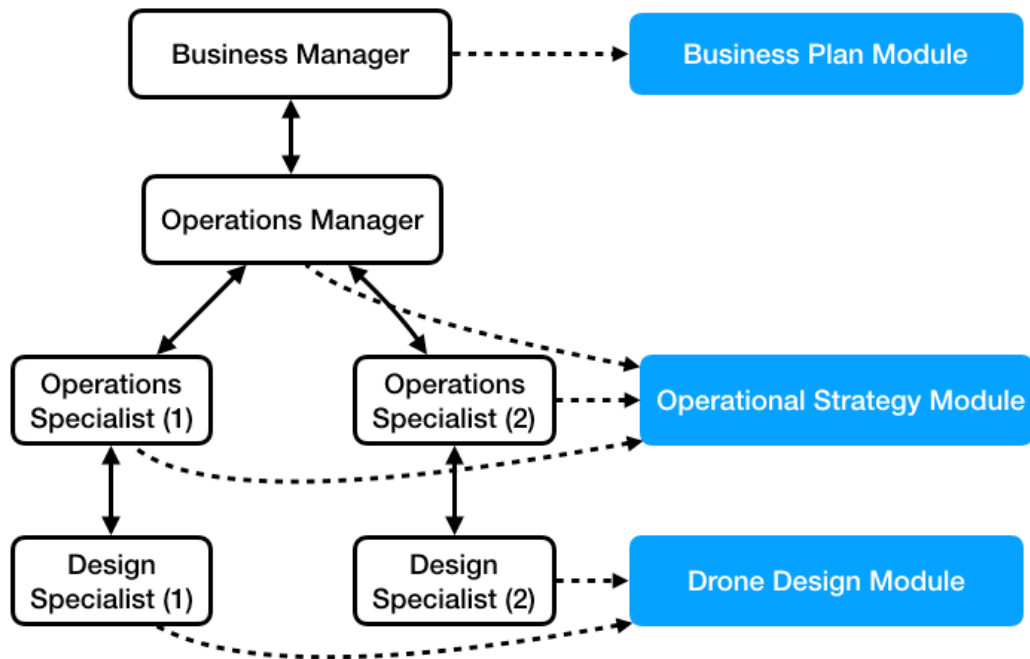 Business Manager
Business Plan Module
Operations Manager
Operations
Specialist (1)
Operations
Specialist (2)
Operational Strategy Module
Design
Specialist (1)
Design
Specialist (2)
Drone Design Module